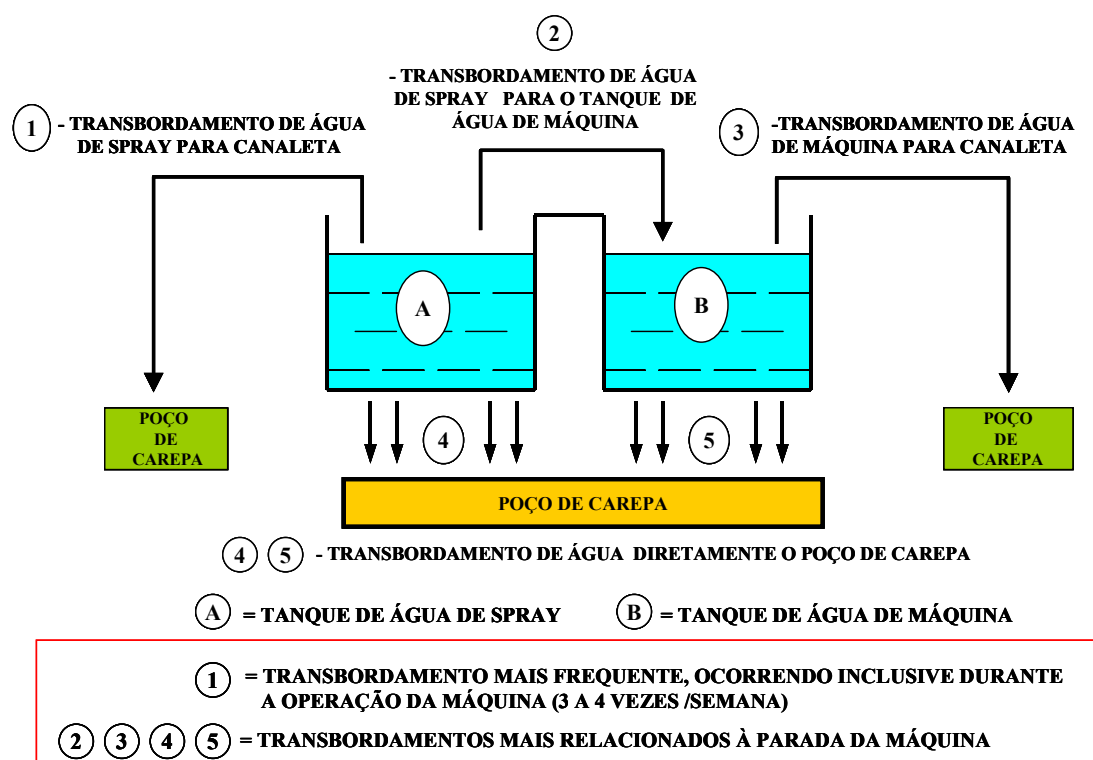 2
- TRANSBORDAMENTO DE ÁGUA
DE SPRAY PARA O TANQUE DE
ÁGUA DE MÁQUINA
1
- TRANSBORDAMENTO DE ÁGUA
DE SPRAY PARA CANALETA
3
-TRANSBORDAMENTO DE ÁGUA
DE MÁQUINA PARA CANALETA
A
B
POÇO
DE
CAREPA
4
5
POÇO
DE
CAREPA
POÇO DE CAREPA
4 5 - TRANSBORDAMENTO DE ÁGUA DIRETAMENTE O POÇO DE CAREPA
A = TANQUE DE ÁGUA DE SPRAY
B = TANQUE DE ÁGUA DE MÁQUINA
1 = TRANSBORDAMENTO MAIS FREQUENTE, OCORRENDO INCLUSIVE DURANTE
A OPERAÇÃO DA MÁQUINA (3 A 4 VEZES /SEMANA)
2 3 4 5 = TRANSBORDAMENTOS MAIS RELACIONADOS À PARADA DA MÁQUINA